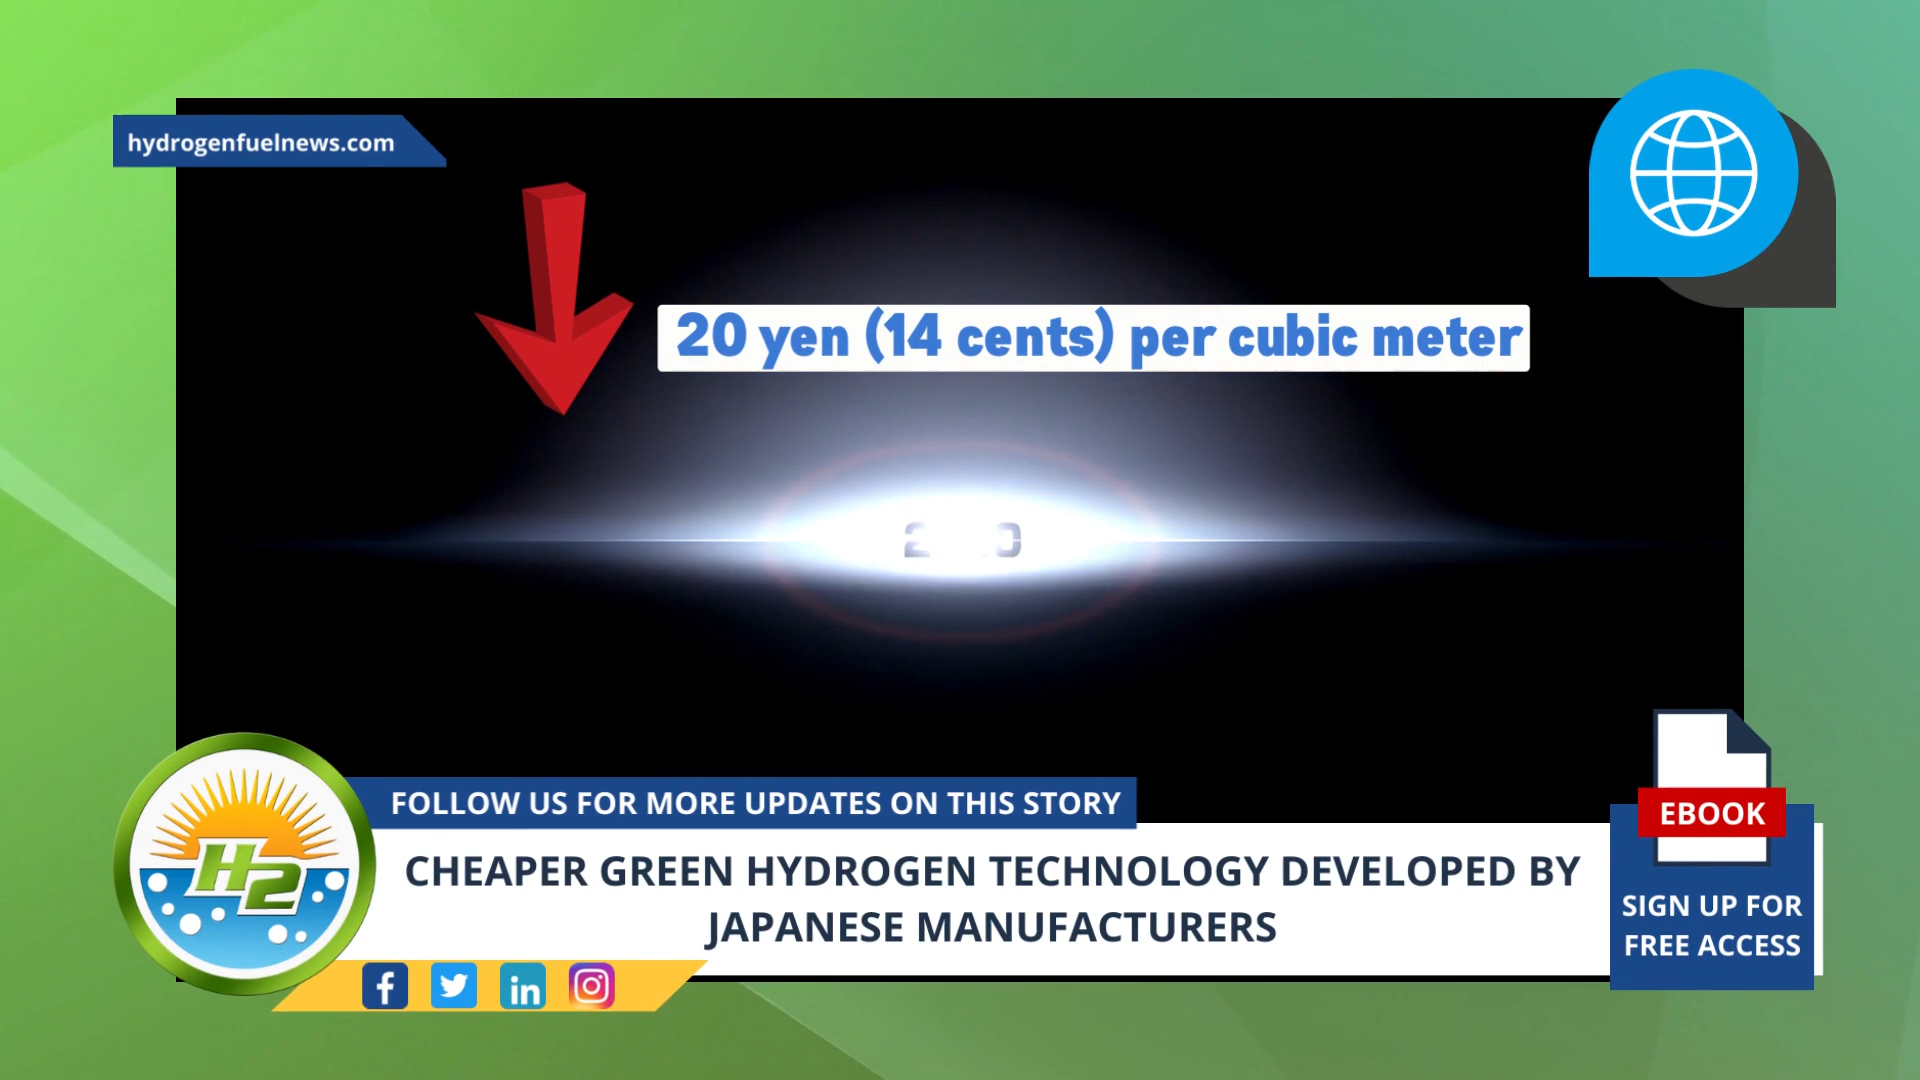 hydrogenfuelnews.com
20 yen (14 cents) per cubic meter
FOLLOW US FOR MORE UPDATES ON THIS STORY
CHEAPER GREEN HYDROGEN TECHNOLOGY DEVELOPED BY
JAPANESE MANUFACTURERS
H2
EBOOK
SIGN UP FOR
FREE ACCESS